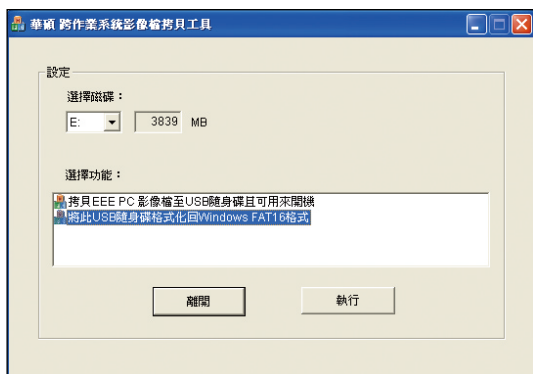 華碩 跨作業系統影像檔拷貝工具
設定
選擇磁碟：
E: 3839 MB
選擇功能：
拷貝EEE PC 影像檔至USB隨身碟且可用來開機
將此USB隨身碟格式化回Windows FAT16格式
離開 執行